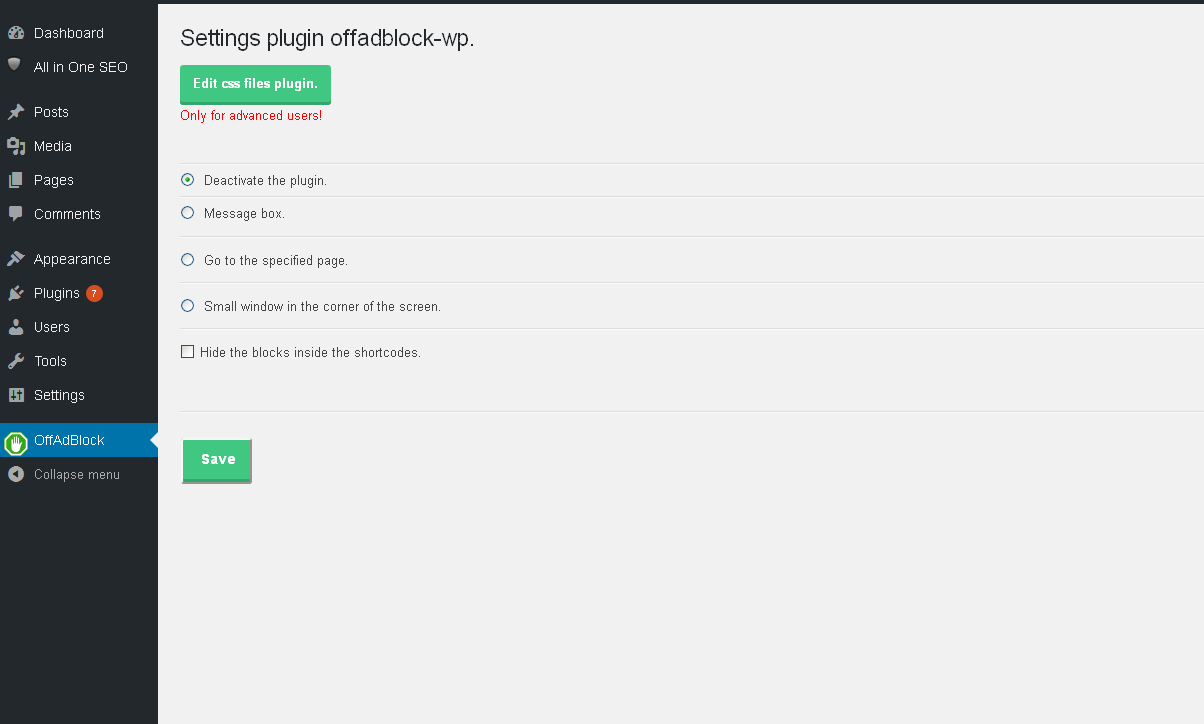 Dashboard
All in One SEO
Posts
Media
Pages
Comments
Appearance
Plugins 7
Users
Tools
Settings
OffAdBlock
Collapse menu
Settings plugin offadblock-wp.
Edit css files plugin.
Only for advanced users!
Deactivate the plugin.
Message box.
Go to the specified page.
Small window in the corner of the screen.
Hide the blocks inside the shortcodes.
Save